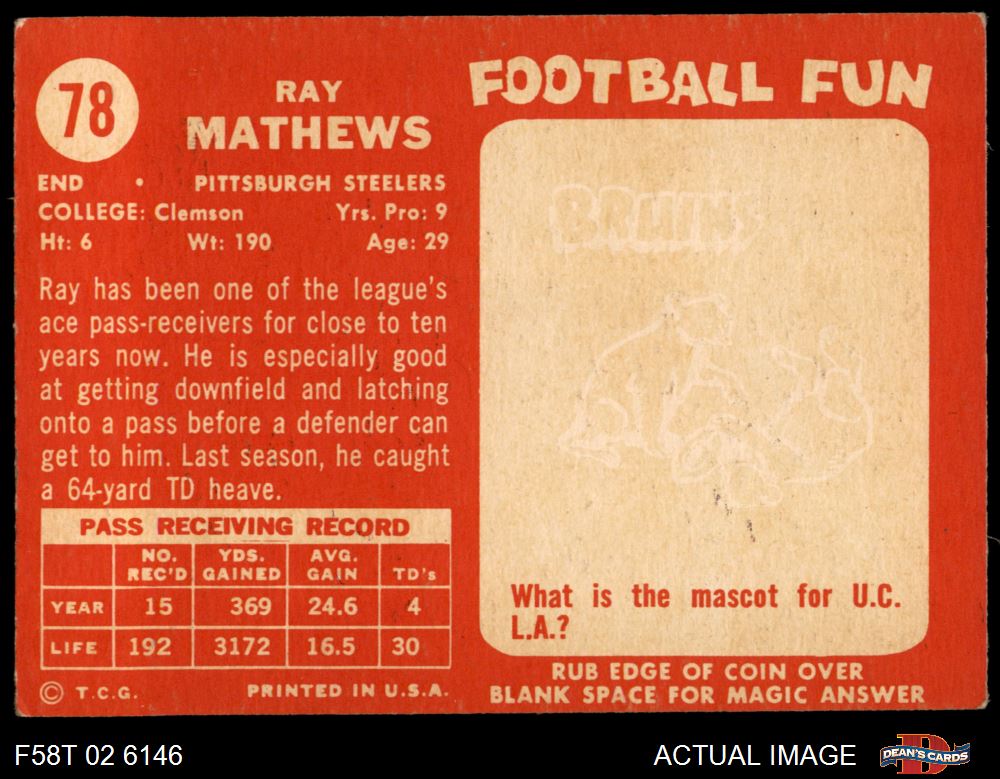 78
RAY
MATHEWS
END • PITTSBURGH STEELERS
COLLEGE: Clemson Yrs. Pro: 9
Ht: 6 Wt: 190 Age: 29
Ray has been one of the league's
ace pass-receivers for close to ten
years now. He is especially good
at getting downfield and latching
onto a pass before a defender can
get to him. Last season, he caught
a 64-yard TD heave.
PASS RECEIVING RECORD
NO. REC'D YDS. GAINED AVG. GAIN TD's
YEAR 15 369 24.6 4
LIFE 192 3172 16.5 30
© T.C.G. PRINTED IN U.S.A.
FOOTBALL FUN
BRUINS
What is the mascot for U.C.
L.A.?
RUB EDGE OF COIN OVER
BLANK SPACE FOR MAGIC ANSWER
F58T 02 6146 ACTUAL IMAGE
DEAN'S CARDS